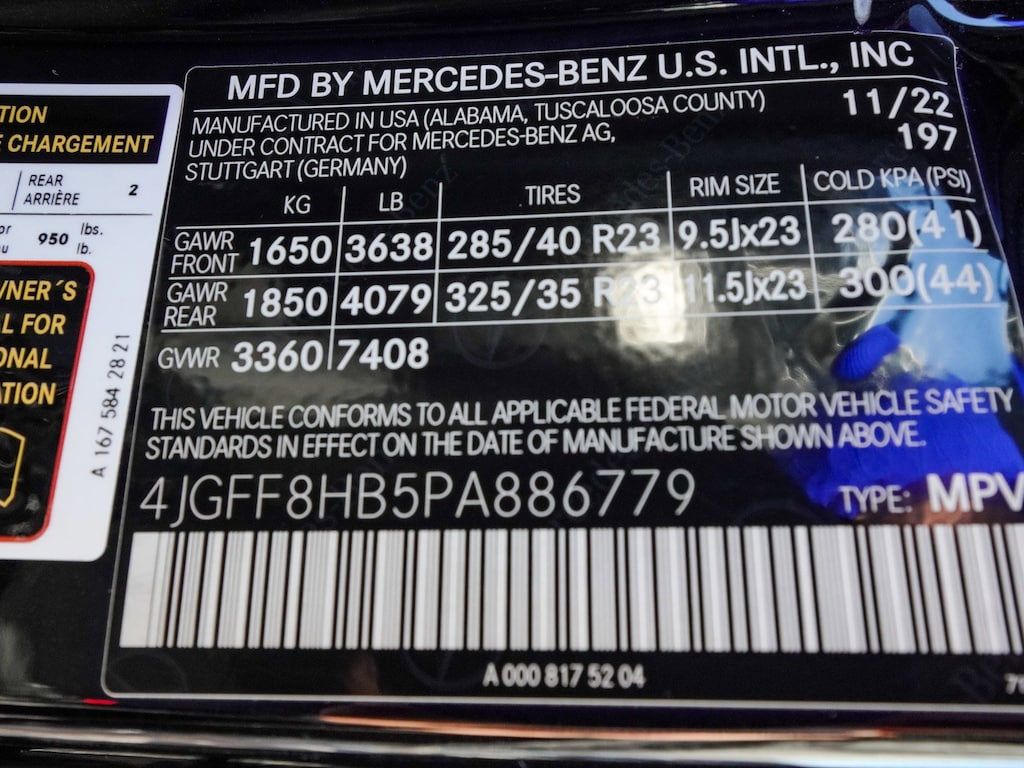 TION
E CHARGEMENT
REAR
ARRIÈRE 2
or
950 lbs.
lb.
WNER´S
AL FOR
ONAL
ATION
A 167 584 28 21
MFD BY MERCEDES-BENZ U.S. INTL., INC
MANUFACTURED IN USA (ALABAMA, TUSCALOOSA COUNTY) 11/22
UNDER CONTRACT FOR MERCEDES-BENZ AG, 197
STUTTGART (GERMANY)
KG LB TIRES RIM SIZE COLD KPA (PSI)
GAWR FRONT 1650 3638 285/40 R23 9.5Jx23 280(41)
GAWR REAR 1850 4079 325/35 R23 11.5Jx23 300(44)
GVWR 3360 7408
THIS VEHICLE CONFORMS TO ALL APPLICABLE FEDERAL MOTOR VEHICLE SAFETY
STANDARDS IN EFFECT ON THE DATE OF MANUFACTURE SHOWN ABOVE.
4JGFF8HB5PA886779 TYPE: MPV
A 000 817 52 04